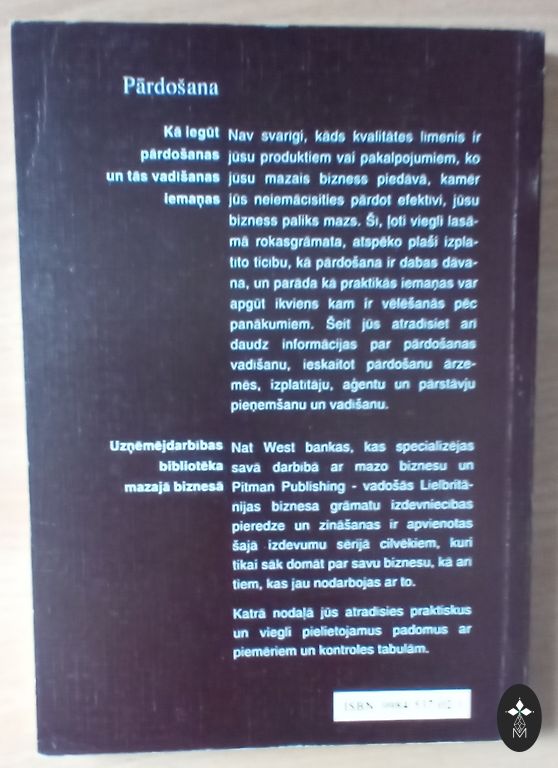 Pārdošana
Kā iegūt
pārdošanas
un tās vadīšanas
iemaņas
Nav svarīgi, kāds kvalitātes līmenis ir
jūsu produktiem vai pakalpojumiem, ko
jūsu mazais bizness piedāvā, kamēr
jūs neiemācīsities pārdot efektīvi, jūsu
bizness paliks mazs. Šī, ļoti viegli lasā-
mā rokasgrāmata, atspēko plaši izpla-
tīto ticību, kā pārdošana ir dabas dāva-
na, un parāda kā praktikās iemaņas var
apgūt ikviens kam ir vēlēšanās pēc
panākumiem. Šeit jūs atradīsiet arī
daudz informācijas par pārdošanas
vadīšanu, ieskaitot pārdošanu ārze-
mēs, izplatītāju, aģentu un pārstāvju
pieņemšanu un vadīšanu.
Uzņēmējdarbības
bibliotēka
mazajā biznesā
Nat West bankas, kas specializējas
savā darbībā ar mazo biznesu un
Pitman Publishing - vadošās Lielbritā-
nijas biznesa grāmatu izdevniecības
pieredze un zināšanas ir apvienotas
šajā izdevumu sērijā cilvēkiem, kuri
tikai sāk domāt par savu biznesu, kā arī
tiem, kas jau nodarbojas ar to.
Katrā nodaļā jūs atradīsies praktiskus
un viegli pielietojamus padomus ar
piemēriem un kontroles tabulām.
ISBN 9984 537 02